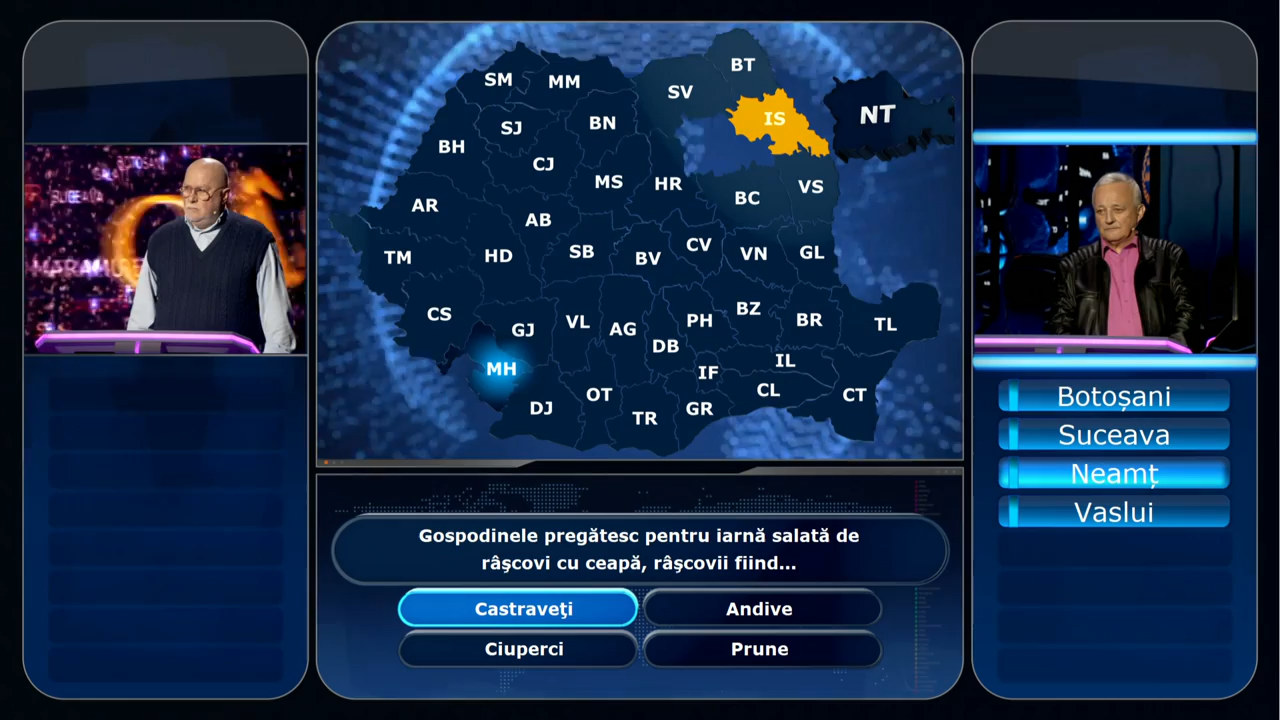 BT
SM
MM
SV
NT
IS
SJ
BN
BH
CJ
MS
HR
BC
VS
AR
AB
TM
HD
SB
BV
CV
VN
GL
CS
GJ
VL
AG
PH
BZ
BR
TL
DB
MH
IF
IL
DJ
OT
TR
GR
CL
CT
SUCEAVA
Botoșani
Suceava
Neamț
Vaslui
Gospodinele pregătesc pentru iarnă salată de
râşcovi cu ceapă, râşcovii fiind...
Castraveţi
Andive
Ciuperci
Prune